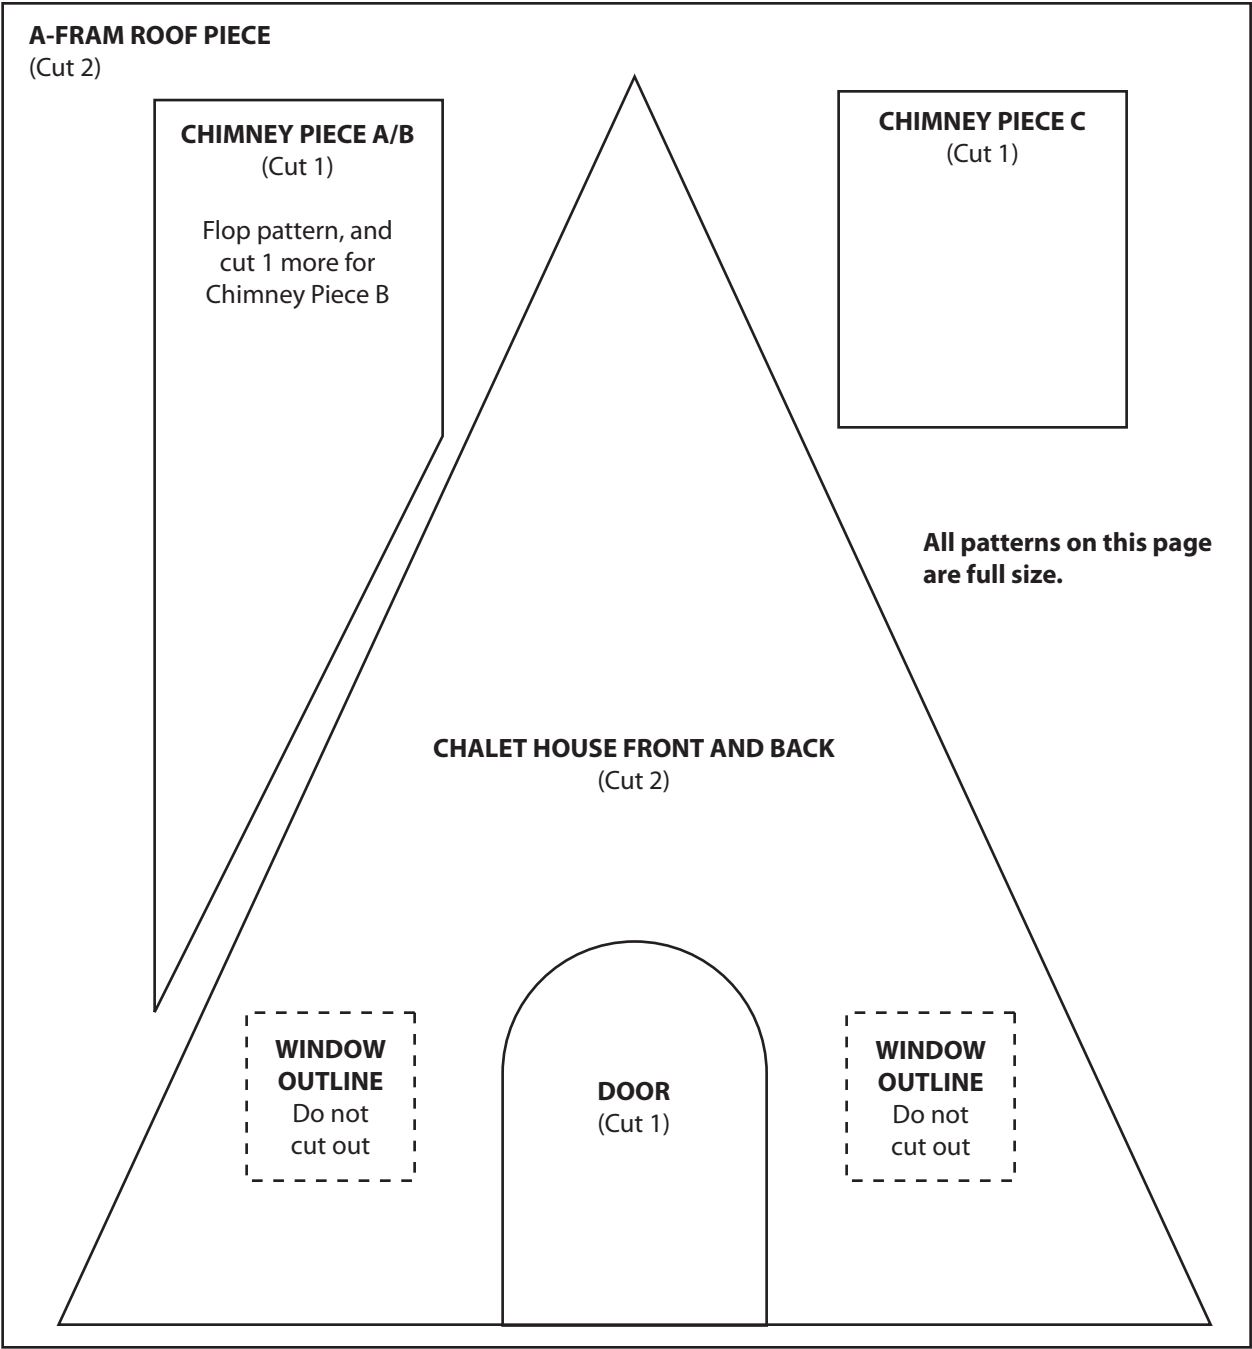 A-FRAM ROOF PIECE
(Cut 2)
CHIMNEY PIECE A/B
(Cut 1)
Flop pattern, and
cut 1 more for
Chimney Piece B
CHIMNEY PIECE C
(Cut 1)
All patterns on this page
are full size.
CHALET HOUSE FRONT AND BACK
(Cut 2)
WINDOW
OUTLINE
Do not
cut out
DOOR
(Cut 1)
WINDOW
OUTLINE
Do not
cut out